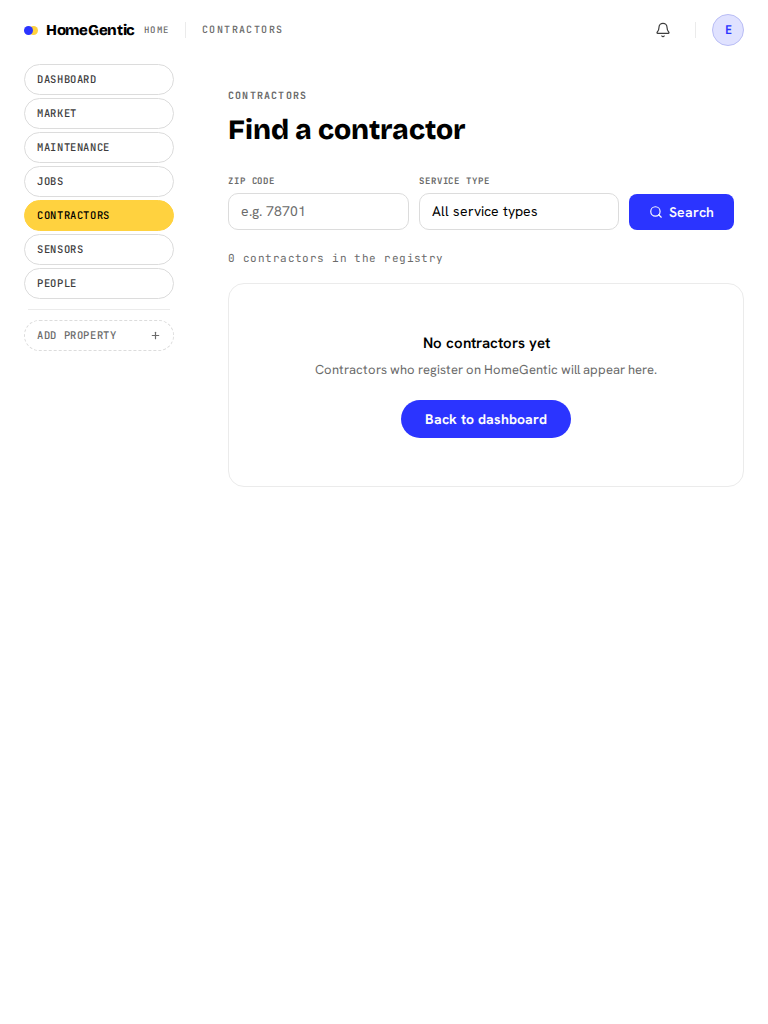 HomeGentic HOME CONTRACTORS E
DASHBOARD
MARKET
MAINTENANCE
JOBS
CONTRACTORS
SENSORS
PEOPLE
ADD PROPERTY +
CONTRACTORS
Find a contractor
ZIP CODE SERVICE TYPE
e.g. 78701 All service types Search
0 contractors in the registry
No contractors yet
Contractors who register on HomeGentic will appear here.
Back to dashboard